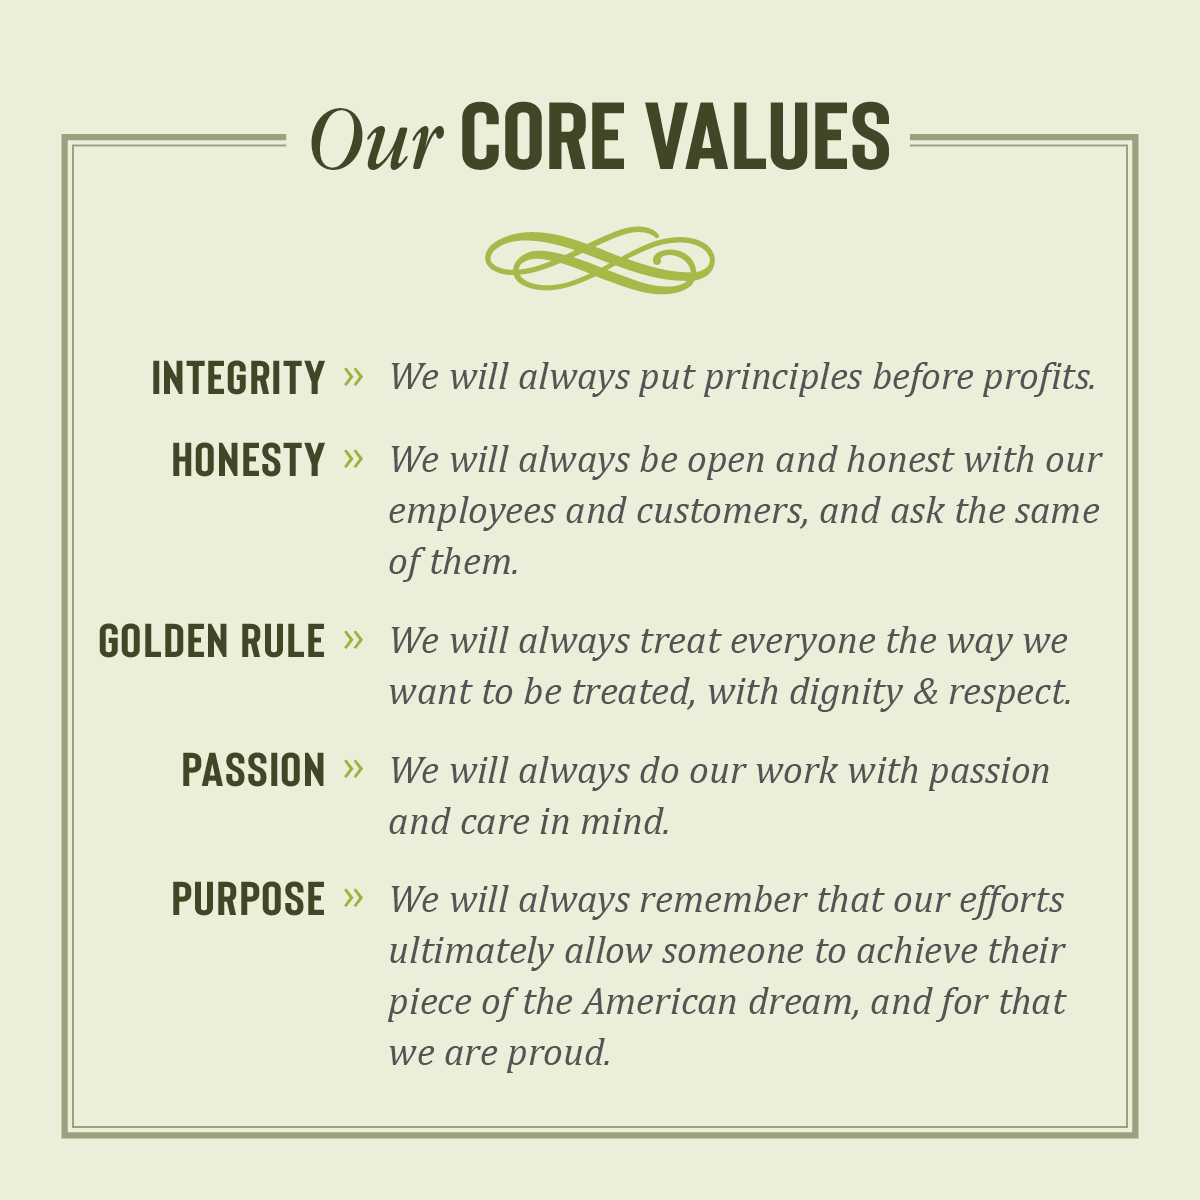 Our CORE VALUES
INTEGRITY » We will always put principles before profits.
HONESTY » We will always be open and honest with our
employees and customers, and ask the same
of them.
GOLDEN RULE » We will always treat everyone the way we
want to be treated, with dignity & respect.
PASSION » We will always do our work with passion
and care in mind.
PURPOSE » We will always remember that our efforts
ultimately allow someone to achieve their
piece of the American dream, and for that
we are proud.